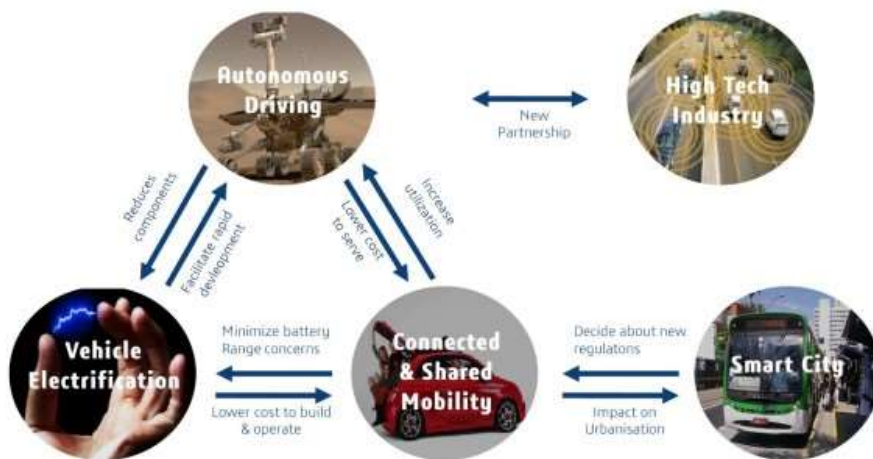 Autonomous
Driving
High Tech
Industry
New
Partnership
Reduces
components
Facilitate rapid
devleopment
Lower cost
to serve
Increase
utilization
Vehicle
Electrification
Minimize battery
Range concerns
Lower cost to build
& operate
Connected
& Shared
Mobility
Decide about new
regulatons
Impact on
Urbanisation
Smart City